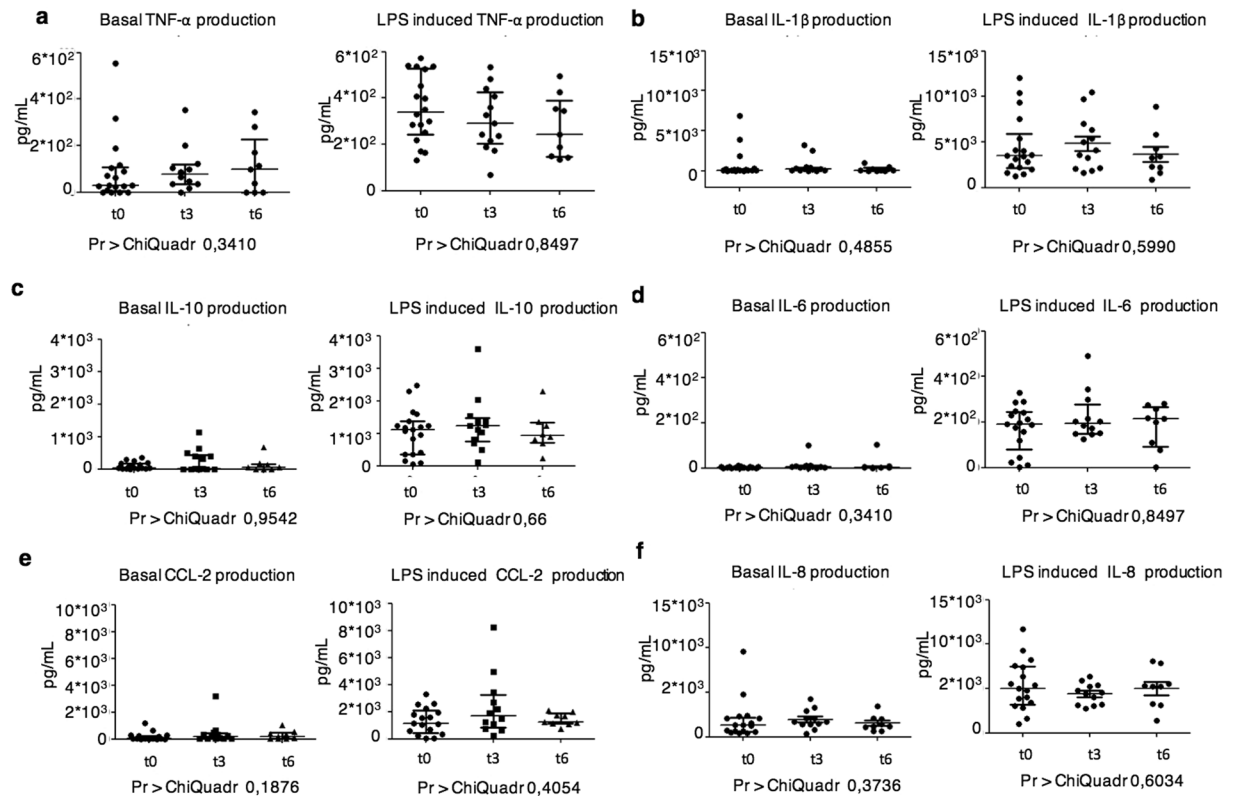 a Basal TNF-α production LPS induced TNF-α production
pg/mL
6*10²
4*10²
2*10²
0
t0 t3 t6
Pr > ChiQuadr 0,3410
pg/mL
6*10²
4*10²
2*10²
0
t0 t3 t6
Pr > ChiQuadr 0,8497
b Basal IL-1β production LPS induced IL-1β production
pg/mL
15*10³
10*10³
5*10³
0
t0 t3 t6
Pr > ChiQuadr 0,4855
pg/mL
15*10³
10*10³
5*10³
0
t0 t3 t6
Pr > ChiQuadr 0,5990
c Basal IL-10 production LPS induced IL-10 production
pg/mL
4*10³
3*10³
2*10³
1*10³
0
t0 t3 t6
Pr > ChiQuadr 0,9542
pg/mL
4*10³
3*10³
2*10³
1*10³
0
t0 t3 t6
Pr > ChiQuadr 0,66
d Basal IL-6 production LPS induced IL-6 production
pg/mL
6*10²
4*10²
2*10²
0
t0 t3 t6
Pr > ChiQuadr 0,3410
pg/mL
6*10²
4*10²
2*10²
0
t0 t3 t6
Pr > ChiQuadr 0,8497
e Basal CCL-2 production LPS induced CCL-2 production
pg/mL
10*10³
8*10³
6*10³
4*10³
2*10³
0
t0 t3 t6
Pr > ChiQuadr 0,1876
pg/mL
10*10³
8*10³
6*10³
4*10³
2*10³
0
t0 t3 t6
Pr > ChiQuadr 0,4054
f Basal IL-8 production LPS induced IL-8 production
pg/mL
15*10³
10*10³
2*10³
0
t0 t3 t6
Pr > ChiQuadr 0,3736
pg/mL
15*10³
10*10³
2*10³
0
t0 t3 t6
Pr > ChiQuadr 0,6034